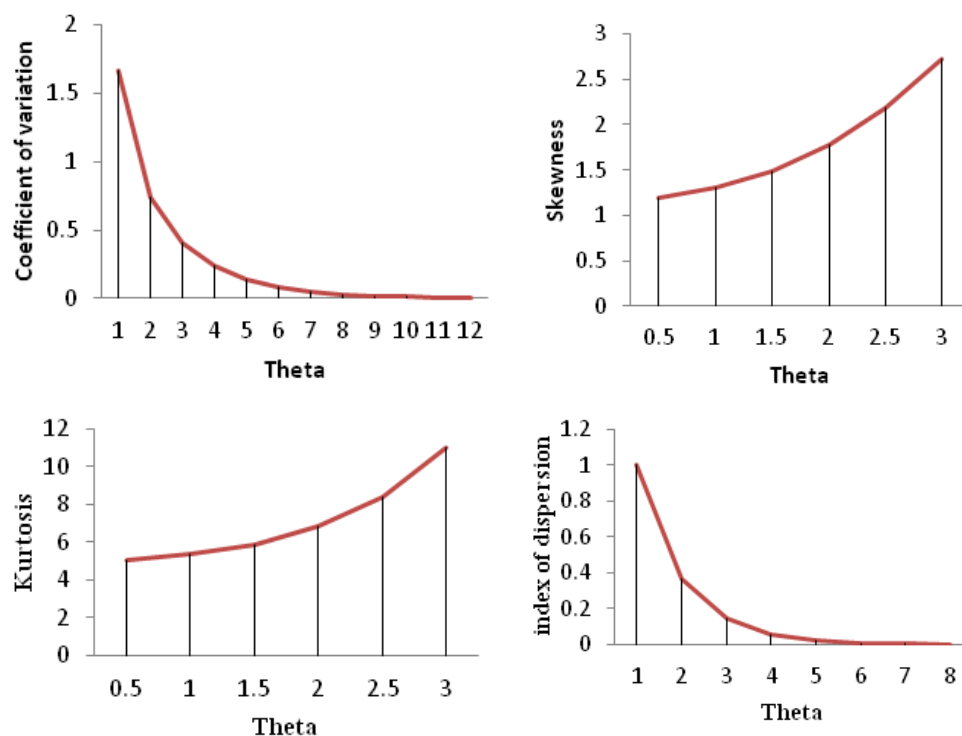 Coefficient of variation
2
1.5
1
0.5
0
1 2 3 4 5 6 7 8 9 10 11 12
Theta
Skewness
3
2.5
2
1.5
1
0.5
0
0.5 1 1.5 2 2.5 3
Theta
Kurtosis
12
10
8
6
4
2
0
0.5 1 1.5 2 2.5 3
Theta
index of dispersion
1.2
1
0.8
0.6
0.4
0.2
0
1 2 3 4 5 6 7 8
Theta